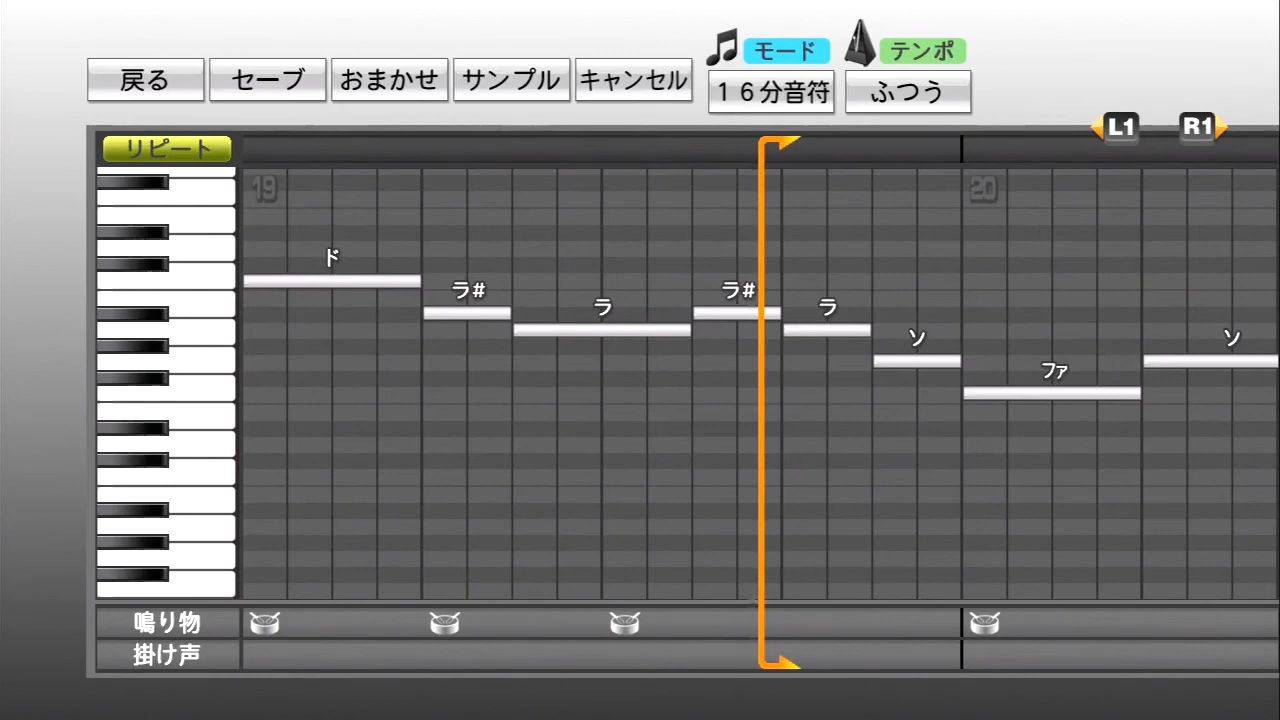 モード テンポ
戻る セーブ おまかせ サンプル キャンセル １６分音符 ふつう
L1 R1
リピート
19 20
ド
ラ# ラ#
ラ ラ
ソ ソ
ファ
鳴り物
掛け声